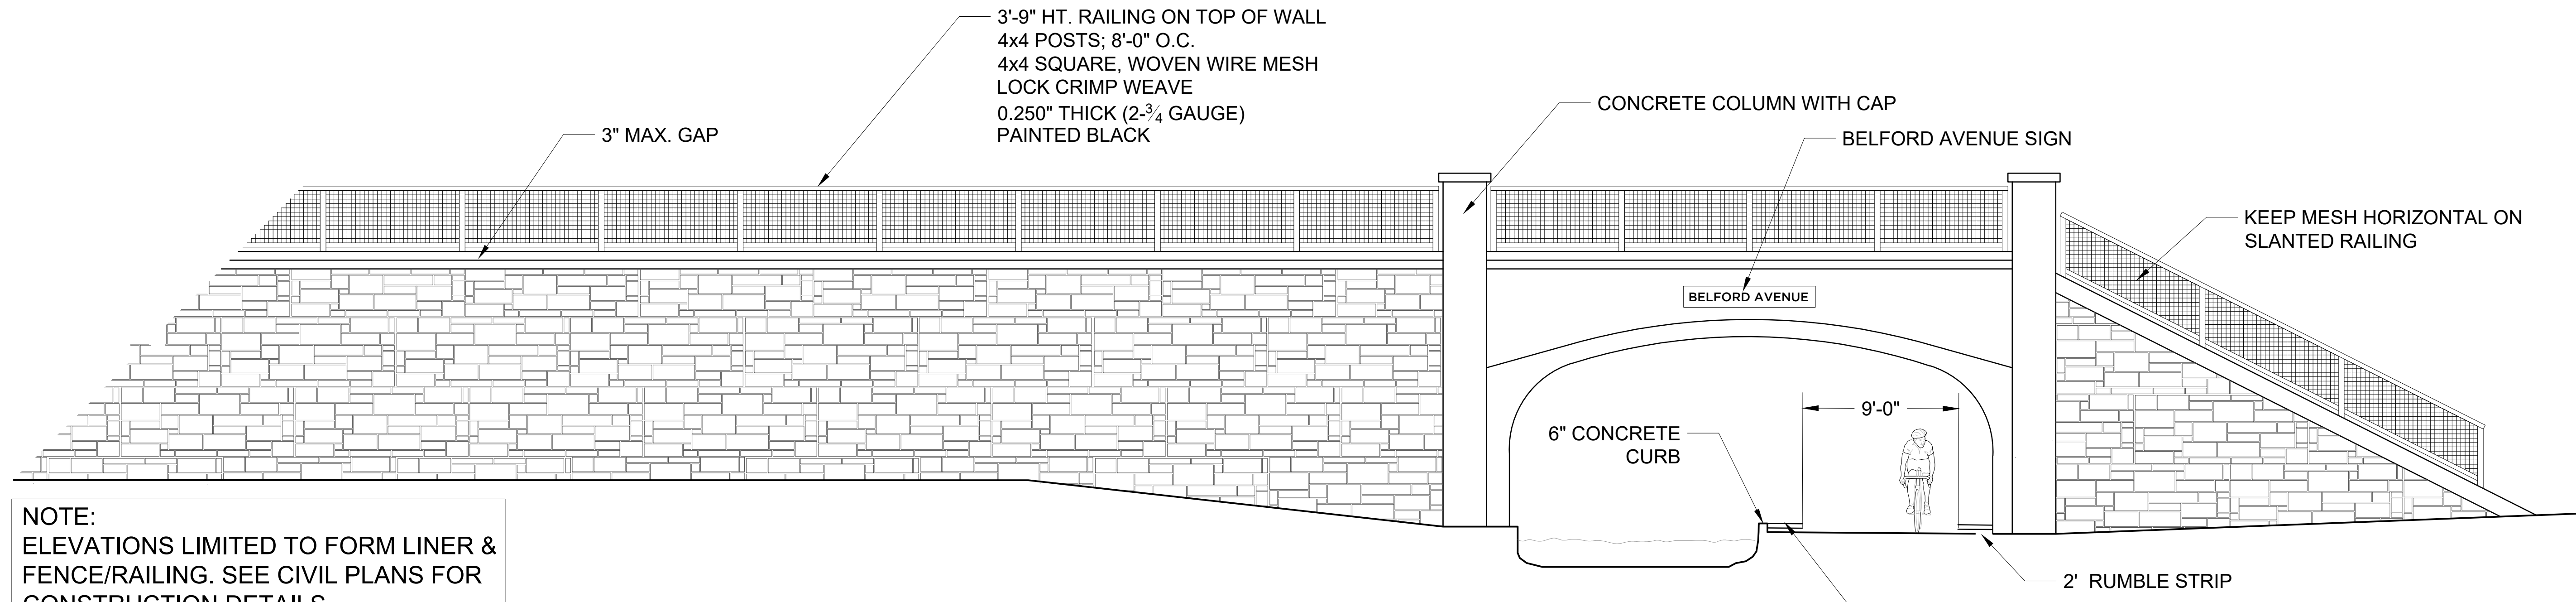 3'-9" HT. RAILING ON TOP OF WALL
4x4 POSTS; 8'-0" O.C.
4x4 SQUARE, WOVEN WIRE MESH
LOCK CRIMP WEAVE
0.250" THICK (2-¾ GAUGE)
PAINTED BLACK
3" MAX. GAP
CONCRETE COLUMN WITH CAP
BELFORD AVENUE SIGN
KEEP MESH HORIZONTAL ON
SLANTED RAILING
BELFORD AVENUE
9'-0"
6" CONCRETE
CURB
2' RUMBLE STRIP
NOTE:
ELEVATIONS LIMITED TO FORM LINER &
FENCE/RAILING. SEE CIVIL PLANS FOR
CONSTRUCTION DETAILS